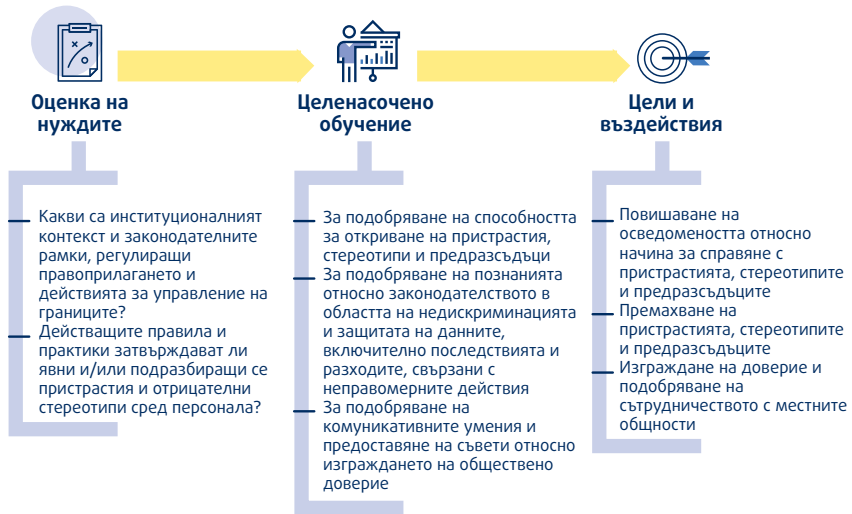 Оценка на
нуждите
Какви са институционалният
контекст и законодателните
рамки, регулиращи
правоприлагането и
действията за управление на
границите?
Действащите правила и
практики затвърждават ли
явни и/или подразбиращи се
пристрастия и отрицателни
стереотипи сред персонала?
Целенасочено
обучение
За подобряване на способността
за откриване на пристрастия,
стереотипи и предразсъдъци
За подобряване на познанията
относно законодателството в
областта на недискриминацията
и защитата на данните,
включително последствията и
разходите, свързани с
неправомерните действия
За подобряване на
комуникативните умения и
предоставяне на съвети относно
изграждането на обществено
доверие
Цели и
въздействия
Повишаване на
осведомеността относно
начина за справяне с
пристрастията, стереотипите
и предразсъдъците
Премахване на
пристрастията, стереотипите
и предразсъдъците
Изграждане на доверие и
подобряване на
сътрудничеството с местните
общности